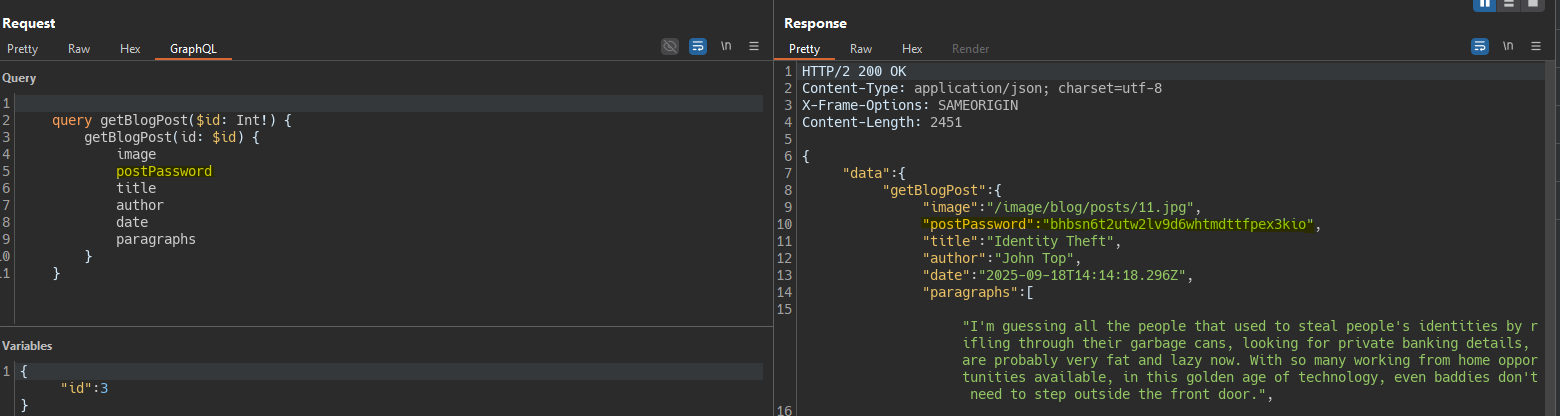 Request
Pretty Raw Hex GraphQL \n
Query
1
2 query getBlogPost($id: Int!) {
3 getBlogPost(id: $id) {
4 image
5 postPassword
6 title
7 author
8 date
9 paragraphs
10 }
11 }
Variables
1 {
"id":3
}
Response
Pretty Raw Hex Render \n
1 HTTP/2 200 OK
2 Content-Type: application/json; charset=utf-8
3 X-Frame-Options: SAMEORIGIN
4 Content-Length: 2451
5
6 {
7 "data":{
8 "getBlogPost":{
9 "image":"/image/blog/posts/11.jpg",
10 "postPassword":"bhbsn6t2utw2lv9d6whtmdttfpex3kio",
11 "title":"Identity Theft",
12 "author":"John Top",
13 "date":"2025-09-18T14:14:18.296Z",
14 "paragraphs":[
15
"I'm guessing all the people that used to steal people's identities by r
ifling through their garbage cans, looking for private banking details,
are probably very fat and lazy now. With so many working from home oppor
tunities available, in this golden age of technology, even baddies don't
need to step outside the front door.",
16